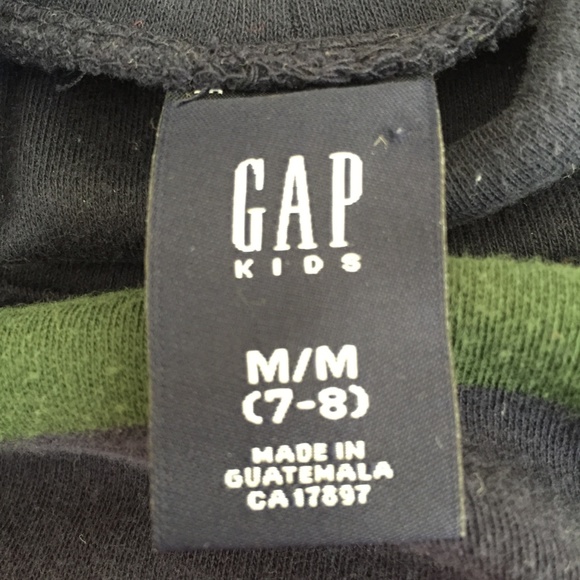 GAP
KIDS
M/M
(7-8)
MADE IN
GUATEMALA
CA 17897